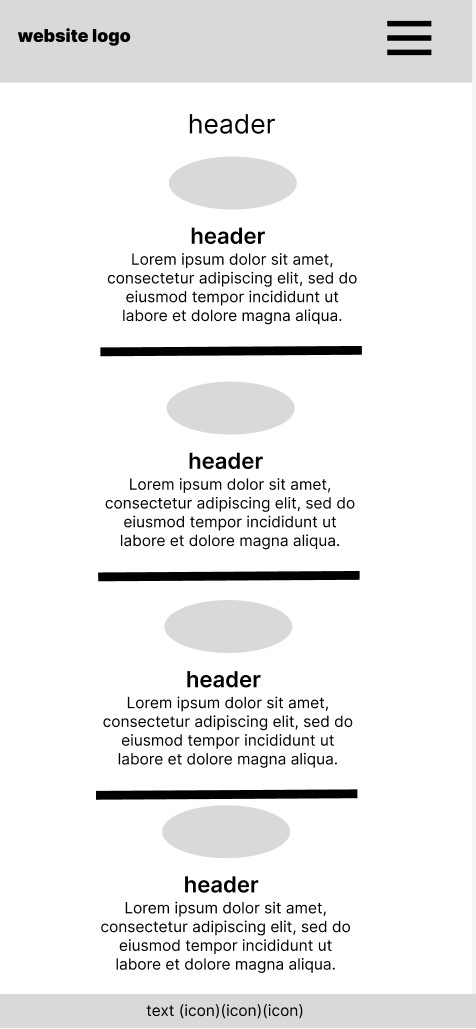 website logo
header
header
Lorem ipsum dolor sit amet,
consectetur adipiscing elit, sed do
eiusmod tempor incididunt ut
labore et dolore magna aliqua.
header
Lorem ipsum dolor sit amet,
consectetur adipiscing elit, sed do
eiusmod tempor incididunt ut
labore et dolore magna aliqua.
header
Lorem ipsum dolor sit amet,
consectetur adipiscing elit, sed do
eiusmod tempor incididunt ut
labore et dolore magna aliqua.
header
Lorem ipsum dolor sit amet,
consectetur adipiscing elit, sed do
eiusmod tempor incididunt ut
labore et dolore magna aliqua.
text (icon)(icon)(icon)